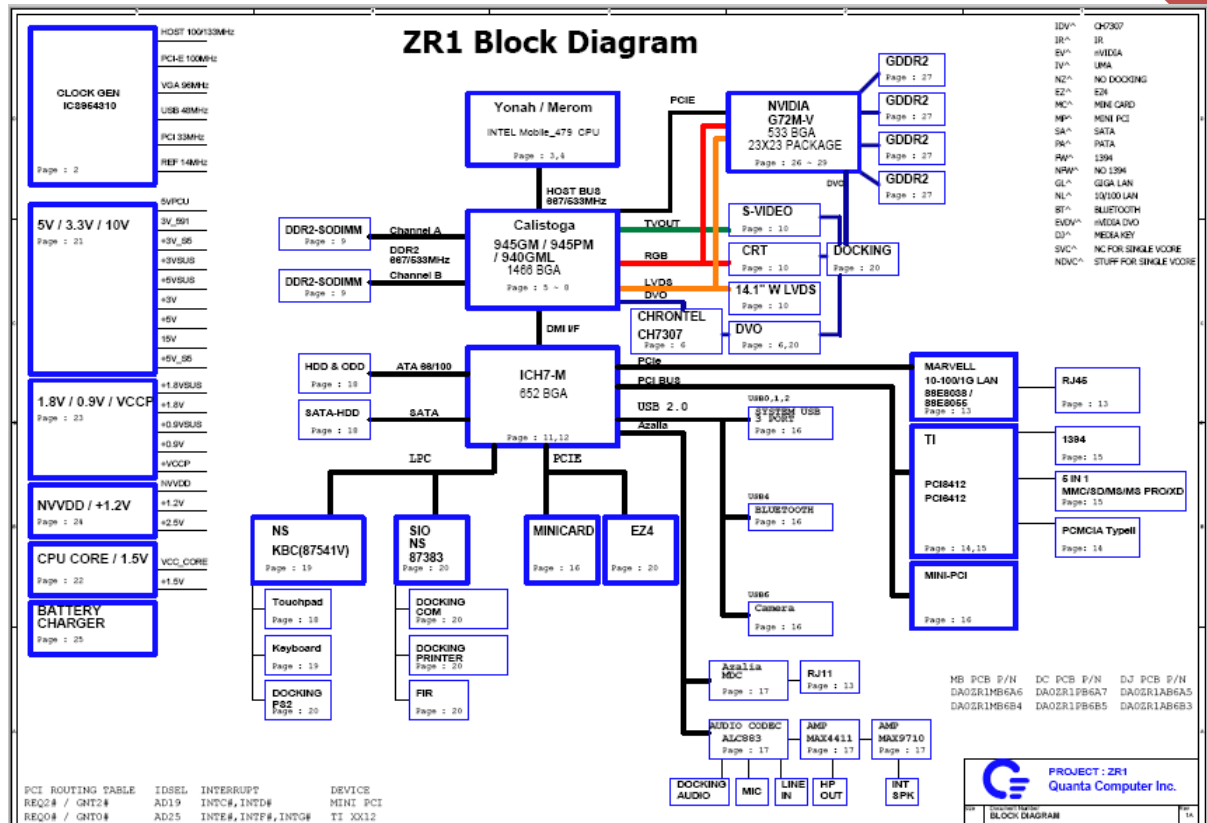 ZR1 Block Diagram
CLOCK GEN
ICS954310
Page : 2
HOST 100/133MHz
PCI-E 100MHz
VGA 96MHz
USB 48MHz
PCI 33MHz
REF 14MHz
5V / 3.3V / 10V
Page : 21
5VPCU
3V_591
+3V_S5
+3VSUS
+5VSUS
+3V
+5V
15V
+5V_S5
1.8V / 0.9V / VCCP
Page : 23
+1.8VSUS
+1.8V
+0.9VSUS
+0.9V
+VCCP
NVVDD / +1.2V
Page : 24
NVVDD
+1.2V
+2.5V
CPU CORE / 1.5V
Page : 22
VCC_CORE
+1.5V
BATTERY
CHARGER
Page : 25
Yonah / Merom
INTEL Mobile_479 CPU
Page : 3,4
HOST BUS
667/533MHz
PCIE
NVIDIA
G72M-V
533 BGA
23X23 PACKAGE
Page : 26 ~ 29
GDDR2
Page : 27
GDDR2
Page : 27
GDDR2
Page : 27
GDDR2
Page : 27
DVO
DDR2-SODIMM
Page : 9
DDR2-SODIMM
Page : 9
Channel A
DDR2
667/533MHz
Channel B
Calistoga
945GM / 945PM
/ 940GML
1466 BGA
Page : 5 ~ 8
TVOUT
RGB
LVDS
DVO
S-VIDEO
Page : 10
CRT
Page : 10
DOCKING
Page : 20
14.1" W LVDS
Page : 10
CHRONTEL
CH7307
Page : 6
DVO
Page : 6,20
DMI I/F
HDD & ODD
Page : 18
ATA 66/100
SATA-HDD
Page : 18
SATA
ICH7-M
652 BGA
Page : 11,12
PCIe
PCI BUS
USB 2.0
Azalia
USB0,1,2
SYSTEM USB
3 PORT
Page : 16
USB4
BLUETOOTH
Page : 16
USB6
Camera
Page : 16
MARVELL
10-100/1G LAN
88E8038 /
88E8055
Page : 13
RJ45
Page : 13
TI
PCI8412
PCI6412
Page : 14,15
1394
Page: 15
5 IN 1
MMC/SD/MS/MS PRO/XD
Page: 15
PCMCIA TypeII
Page: 14
MINI-PCI
Page : 16
LPC
PCIE
NS
KBC(87541V)
Page : 19
SIO
NS
87383
Page : 20
MINICARD
Page : 16
EZ4
Page : 20
Touchpad
Page : 18
Keyboard
Page : 19
DOCKING
PS2
Page : 20
DOCKING
COM
Page : 20
DOCKING
PRINTER
Page : 20
FIR
Page : 20
Azalia
MDC
Page : 17
RJ11
Page : 13
AUDIO CODEC
ALC883
Page : 17
AMP
MAX4411
Page : 17
AMP
MAX9710
Page : 17
DOCKING
AUDIO
MIC
LINE
IN
HP
OUT
INT
SPK
IDV^ CH7307
IR^ IR
EV^ nVIDIA
IV^ UMA
NZ^ NO DOCKING
EZ^ EZ4
MC^ MINI CARD
MP^ MINI PCI
SA^ SATA
PA^ PATA
FW^ 1394
NFW^ NO 1394
GL^ GIGA LAN
NL^ 10/100 LAN
BT^ BLUETOOTH
EVDV^ nVIDIA DVO
DJ^ MEDIA KEY
SVC^ NC FOR SINGLE VCORE
NDVC^ STUFF FOR SINGLE VCORE
MB PCB P/N DC PCB P/N DJ PCB P/N
DA0ZR1MB6A6 DA0ZR1PB6A7 DA0ZR1AB6A5
DA0ZR1MB6B4 DA0ZR1PB6B5 DA0ZR1AB6B3
PCI ROUTING TABLE IDSEL INTERRUPT DEVICE
REQ2# / GNT2# AD19 INTC#,INTD# MINI PCI
REQ0# / GNT0# AD25 INTE#,INTF#,INTG# TI XX12
PROJECT : ZR1
Quanta Computer Inc.
Size Document Number Rev
BLOCK DIAGRAM 1A